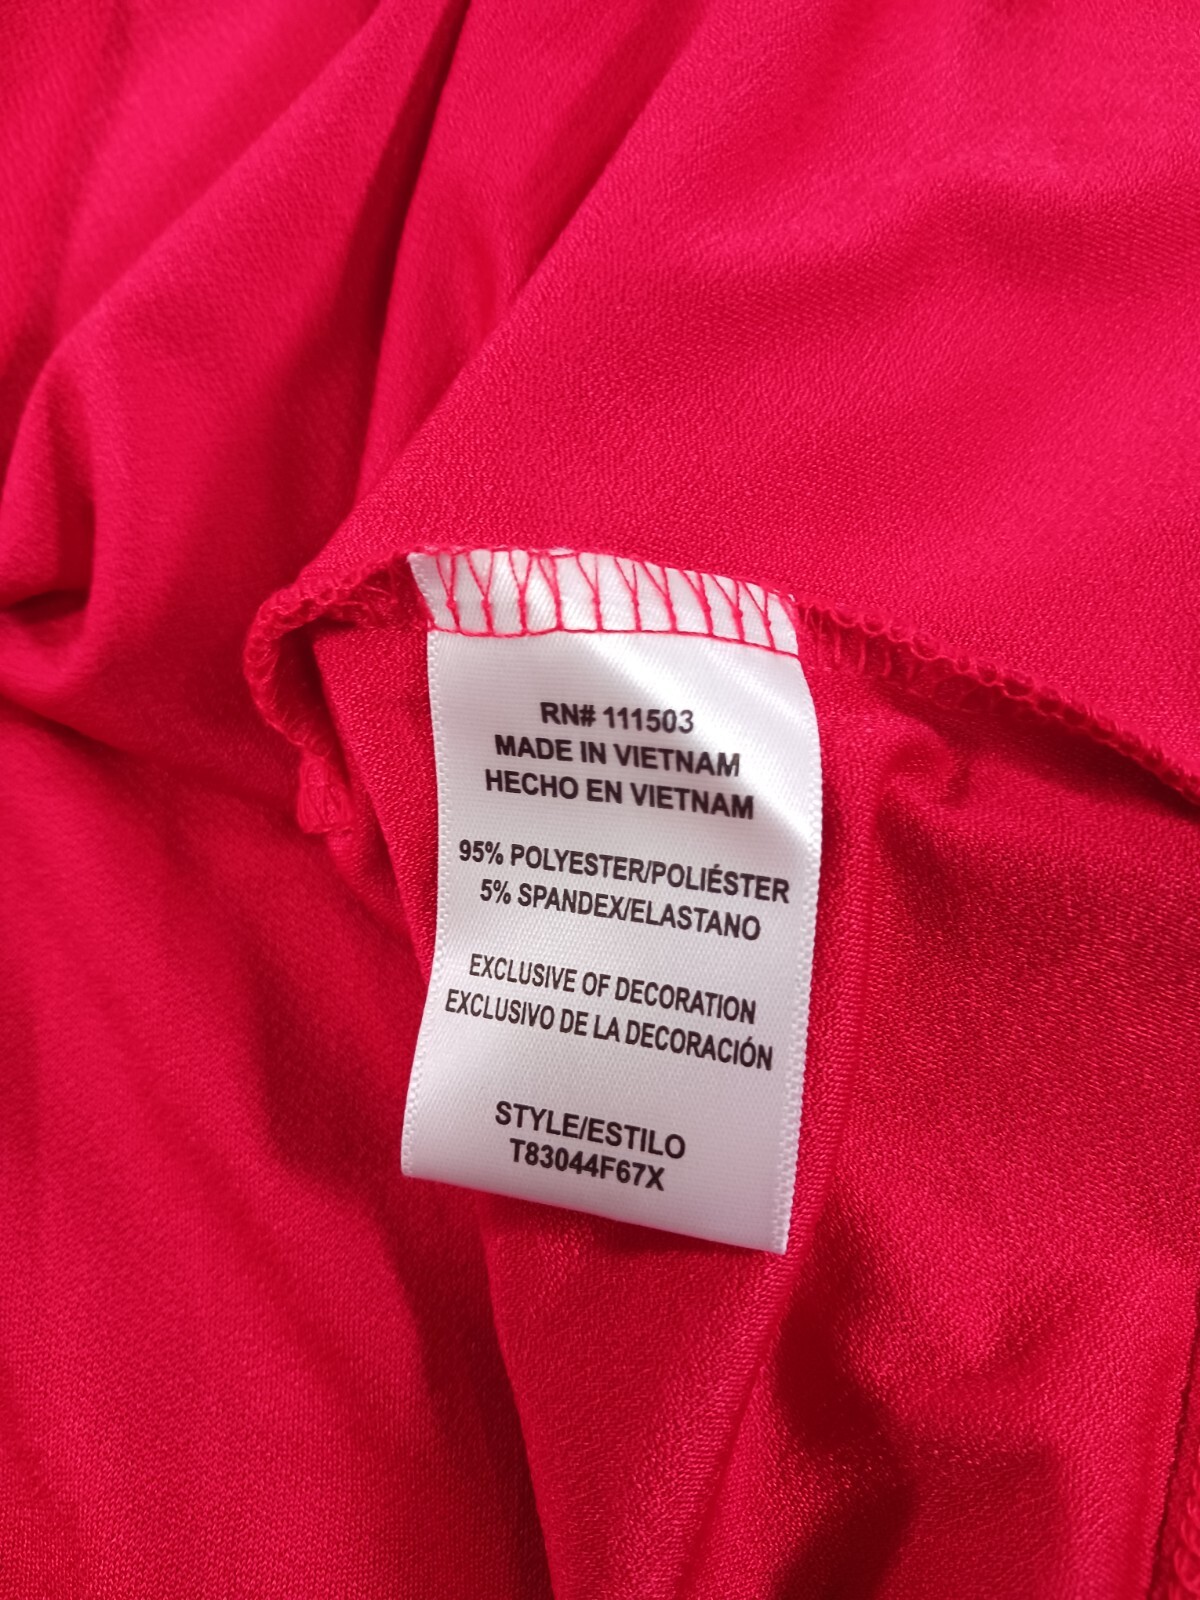 RN# 111503
MADE IN VIETNAM
HECHO EN VIETNAM
95% POLYESTER/POLIÉSTER
5% SPANDEX/ELASTANO
EXCLUSIVE OF DECORATION
EXCLUSIVO DE LA DECORACIÓN
STYLE/ESTILO
T83044F67X